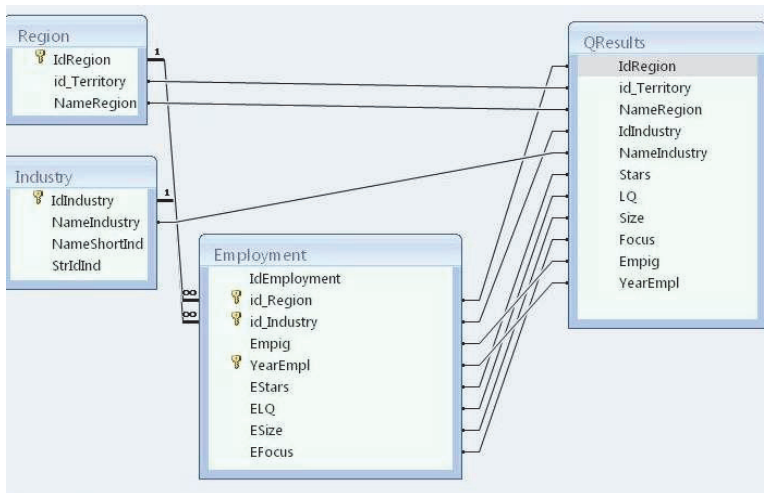 Region
IdRegion
id_Territory
NameRegion
1
Industry
IdIndustry
NameIndustry
NameShortInd
StrIdInd
1
Employment
IdEmployment
id_Region
id_Industry
Empig
YearEmpl
EStars
ELQ
ESize
EFocus
∞
∞
QResults
IdRegion
id_Territory
NameRegion
IdIndustry
NameIndustry
Stars
LQ
Size
Focus
Empig
YearEmpl